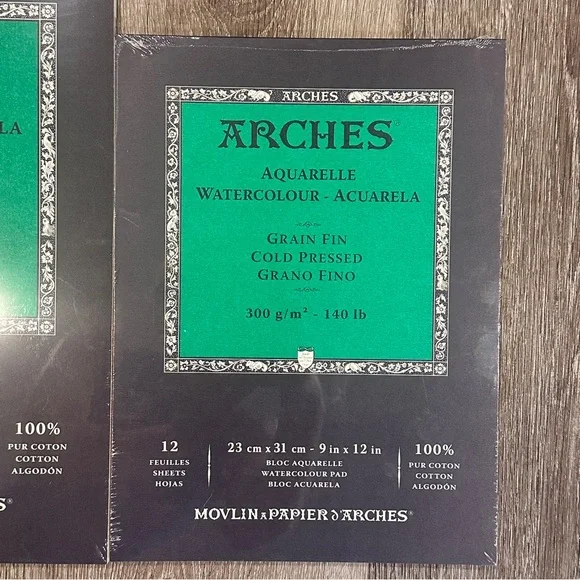 LA
100%
PUR COTON
COTTON
ALGODÓN
S®
ARCHES
ARCHES®
AQUARELLE
WATERCOLOUR - ACUARELA
GRAIN FIN
COLD PRESSED
GRANO FINO
300 g/m² - 140 lb
12
FEUILLES
SHEETS
HOJAS
23 cm x 31 cm - 9 in x 12 in
BLOC AQUARELLE
WATERCOLOUR PAD
BLOC ACUARELA
100%
PUR COTON
COTTON
ALGODÓN
MOVLIN A PAPIER D'ARCHES®